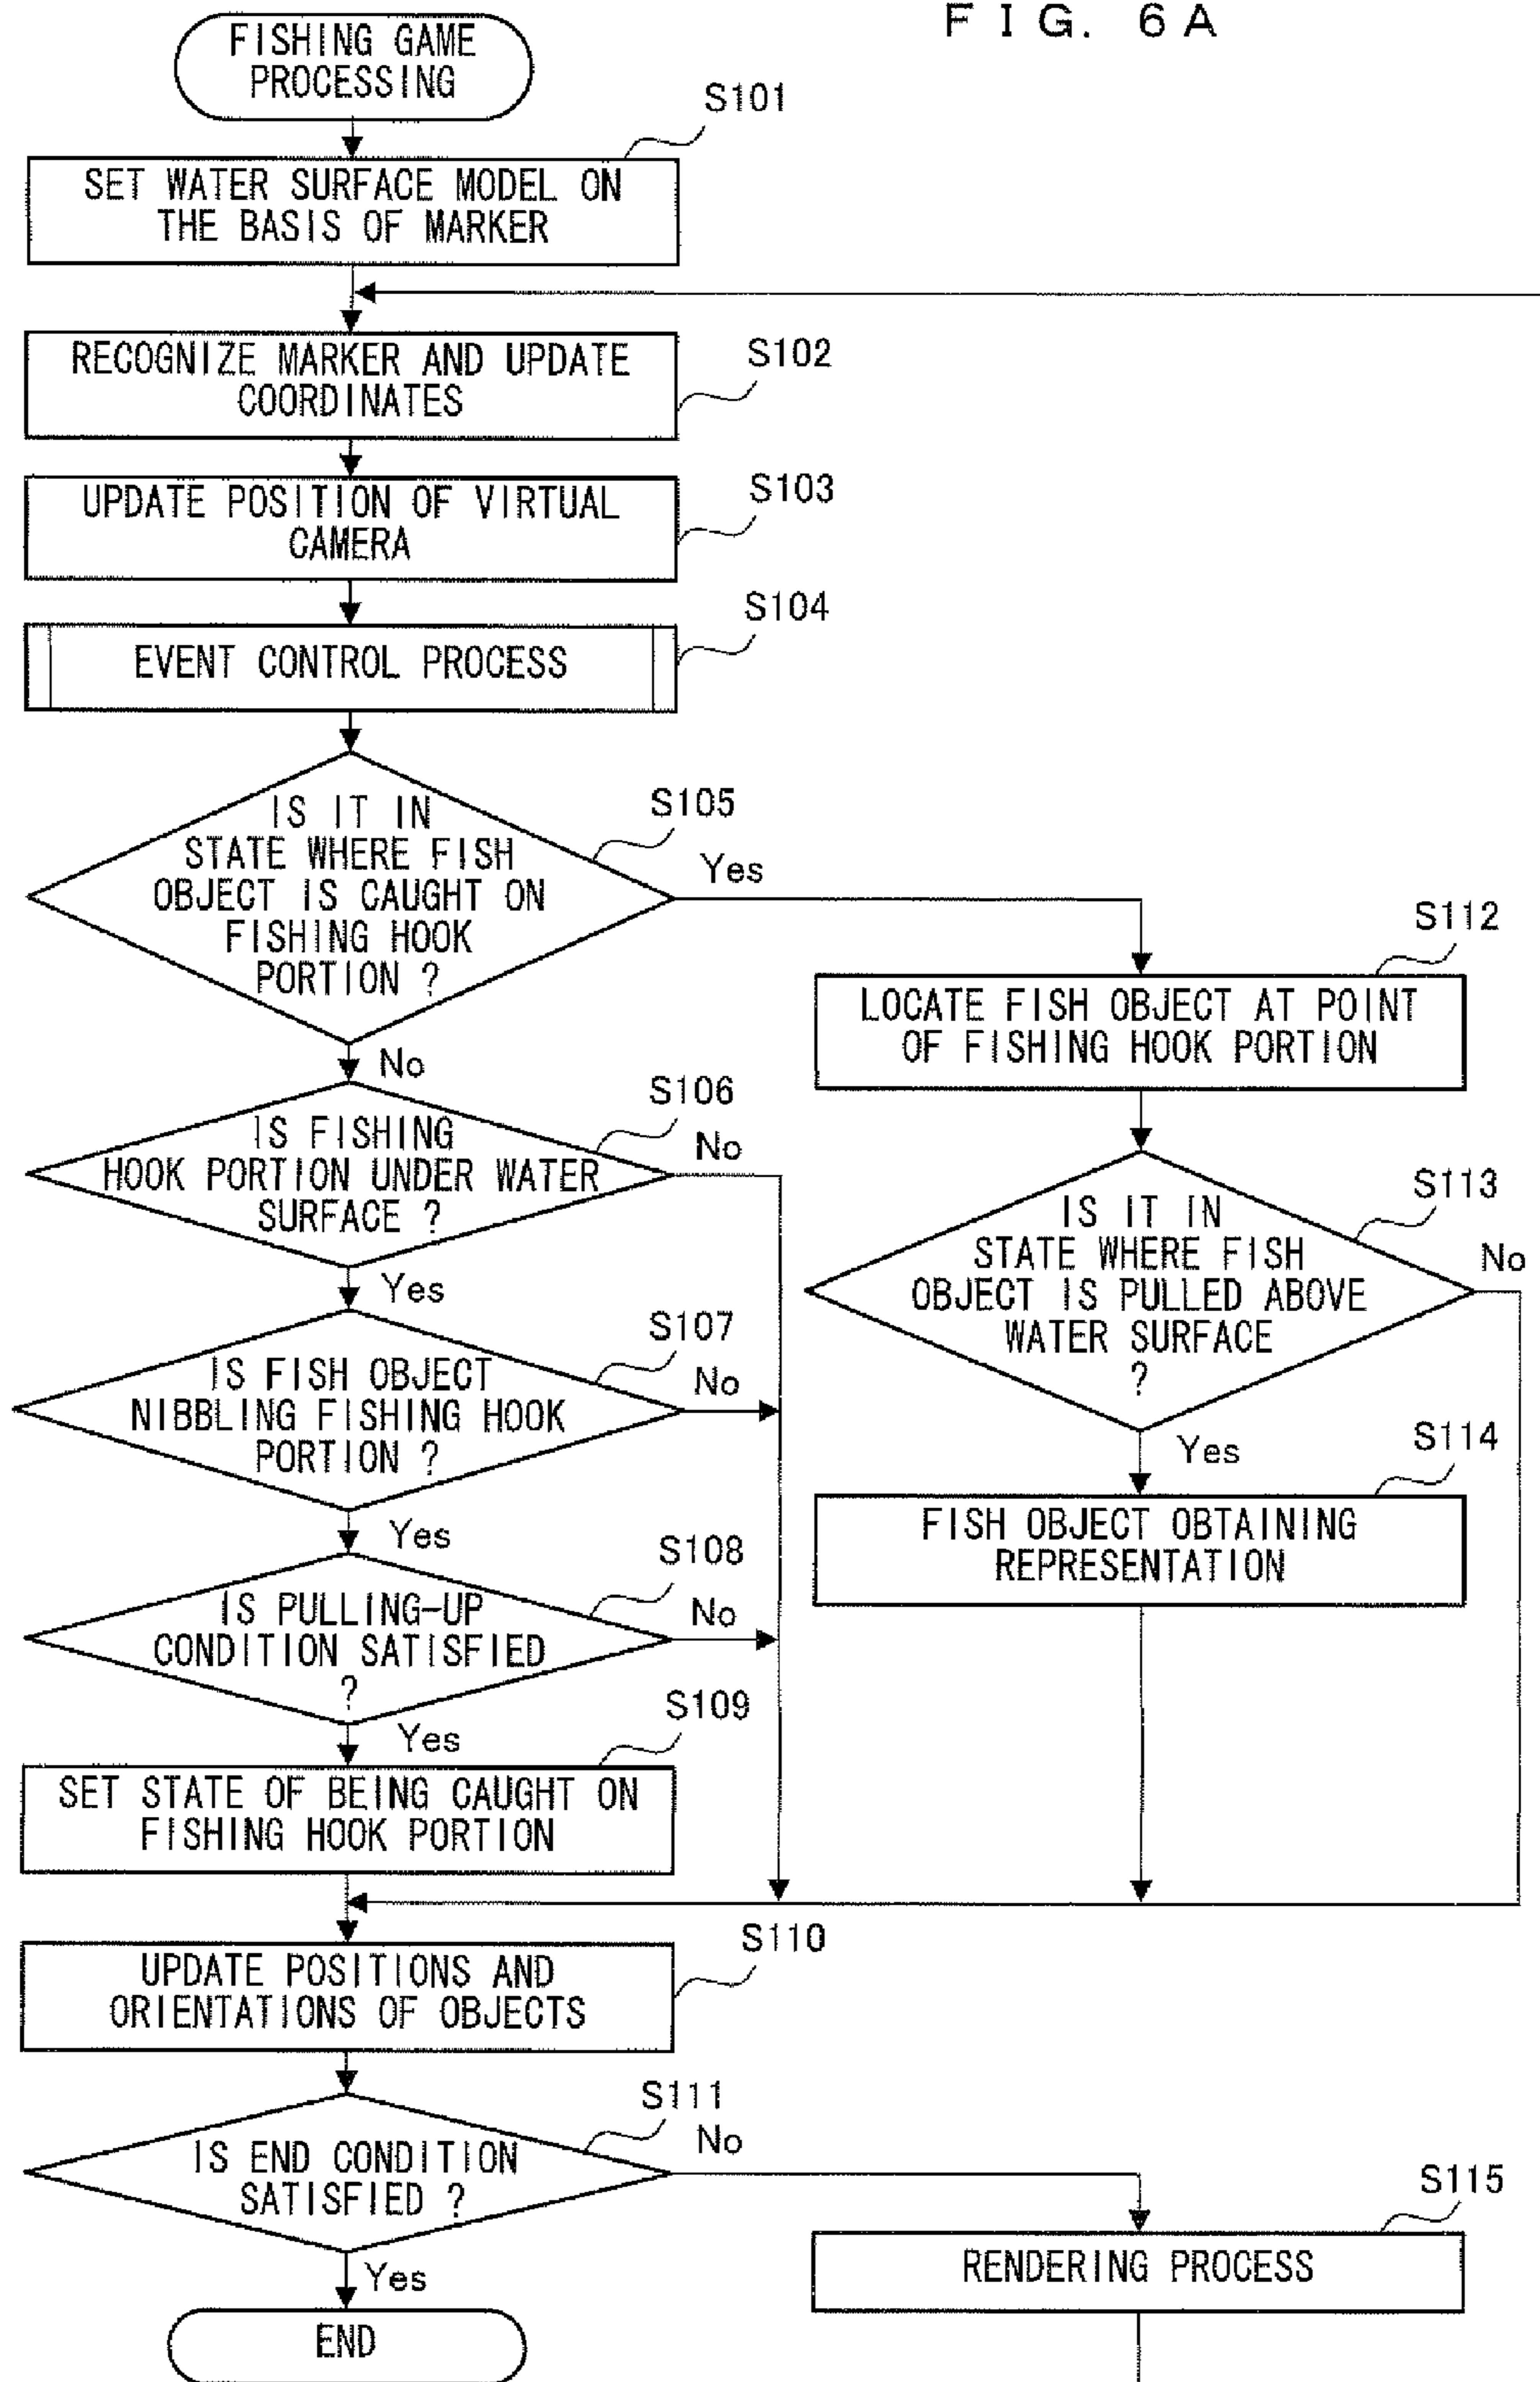 FIG. 6A
FISHING GAME
PROCESSING
S101
SET WATER SURFACE MODEL ON
THE BASIS OF MARKER
S102
RECOGNIZE MARKER AND UPDATE
COORDINATES
S103
UPDATE POSITION OF VIRTUAL
CAMERA
S104
EVENT CONTROL PROCESS
S105
IS IT IN
STATE WHERE FISH
OBJECT IS CAUGHT ON
FISHING HOOK
PORTION ?
Yes
No
S106
IS FISHING
HOOK PORTION UNDER WATER
SURFACE ?
No
Yes
S107
IS FISH OBJECT
NIBBLING FISHING HOOK
PORTION ?
No
Yes
S108
IS PULLING-UP
CONDITION SATISFIED
?
No
Yes
S109
SET STATE OF BEING CAUGHT ON
FISHING HOOK PORTION
S112
LOCATE FISH OBJECT AT POINT
OF FISHING HOOK PORTION
S113
IS IT IN
STATE WHERE FISH
OBJECT IS PULLED ABOVE
WATER SURFACE
?
No
Yes
S114
FISH OBJECT OBTAINING
REPRESENTATION
S110
UPDATE POSITIONS AND
ORIENTATIONS OF OBJECTS
S111
IS END CONDITION
SATISFIED ?
No
Yes
S115
RENDERING PROCESS
END